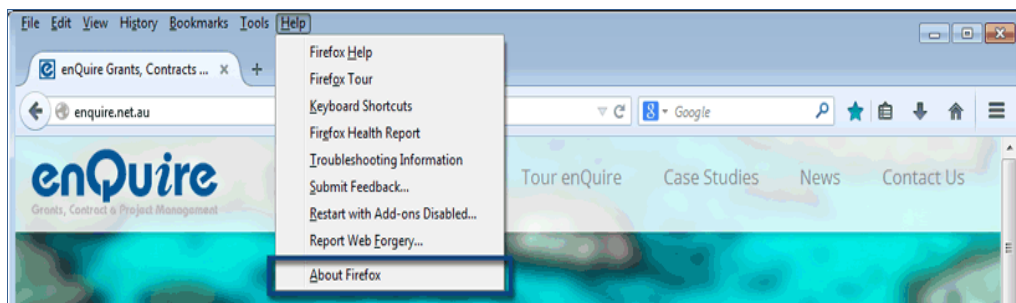 File Edit View History Bookmarks Tools Help
enQuire Grants, Contracts ... × +
enquire.net.au
Google
Firefox Help
Firefox Tour
Keyboard Shortcuts
Firefox Health Report
Troubleshooting Information
Submit Feedback...
Restart with Add-ons Disabled...
Report Web Forgery...
About Firefox
enQuire
Grants, Contract & Project Management
Tour enQuire Case Studies News Contact Us